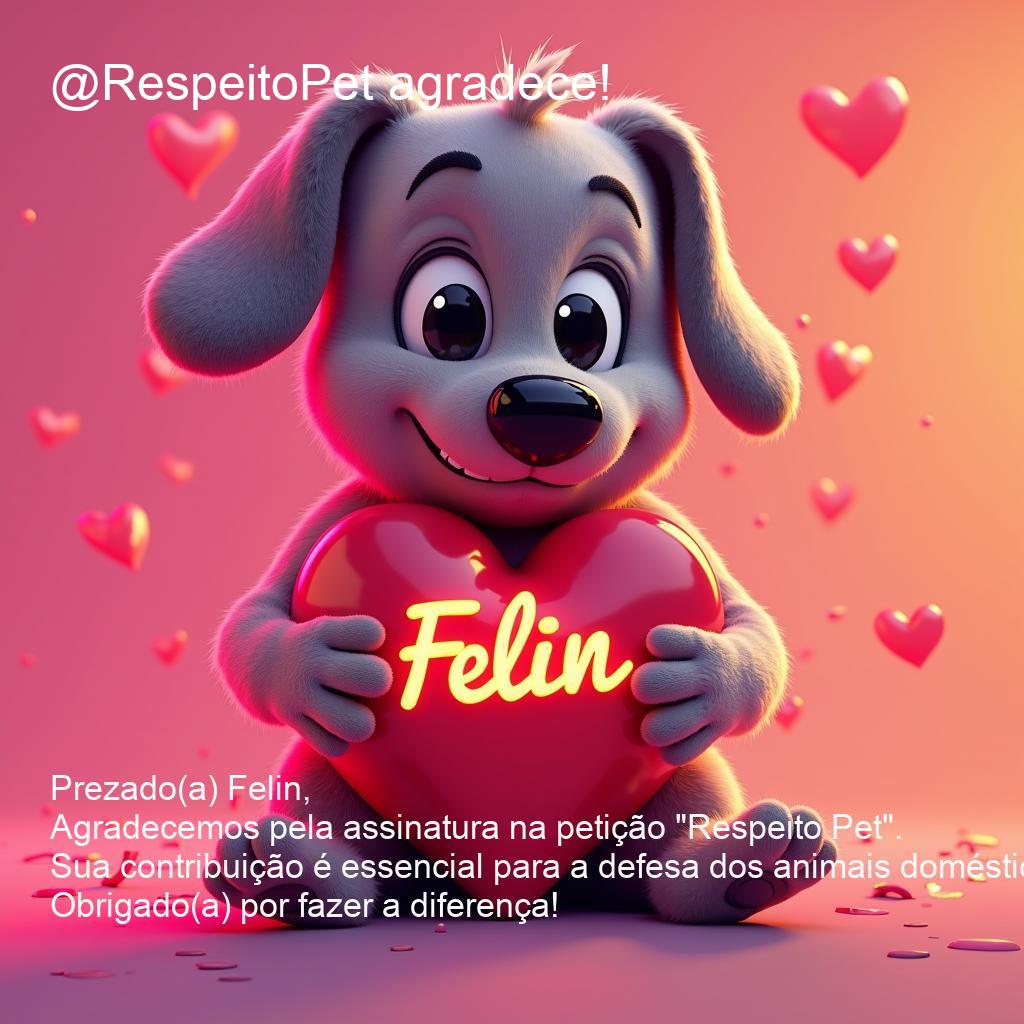 @RespeitoPet agradece!
Felin
Prezado(a) Felin,
Agradecemos pela assinatura na petição "Respeito Pet".
Sua contribuição é essencial para a defesa dos animais doméstic
Obrigado(a) por fazer a diferença!